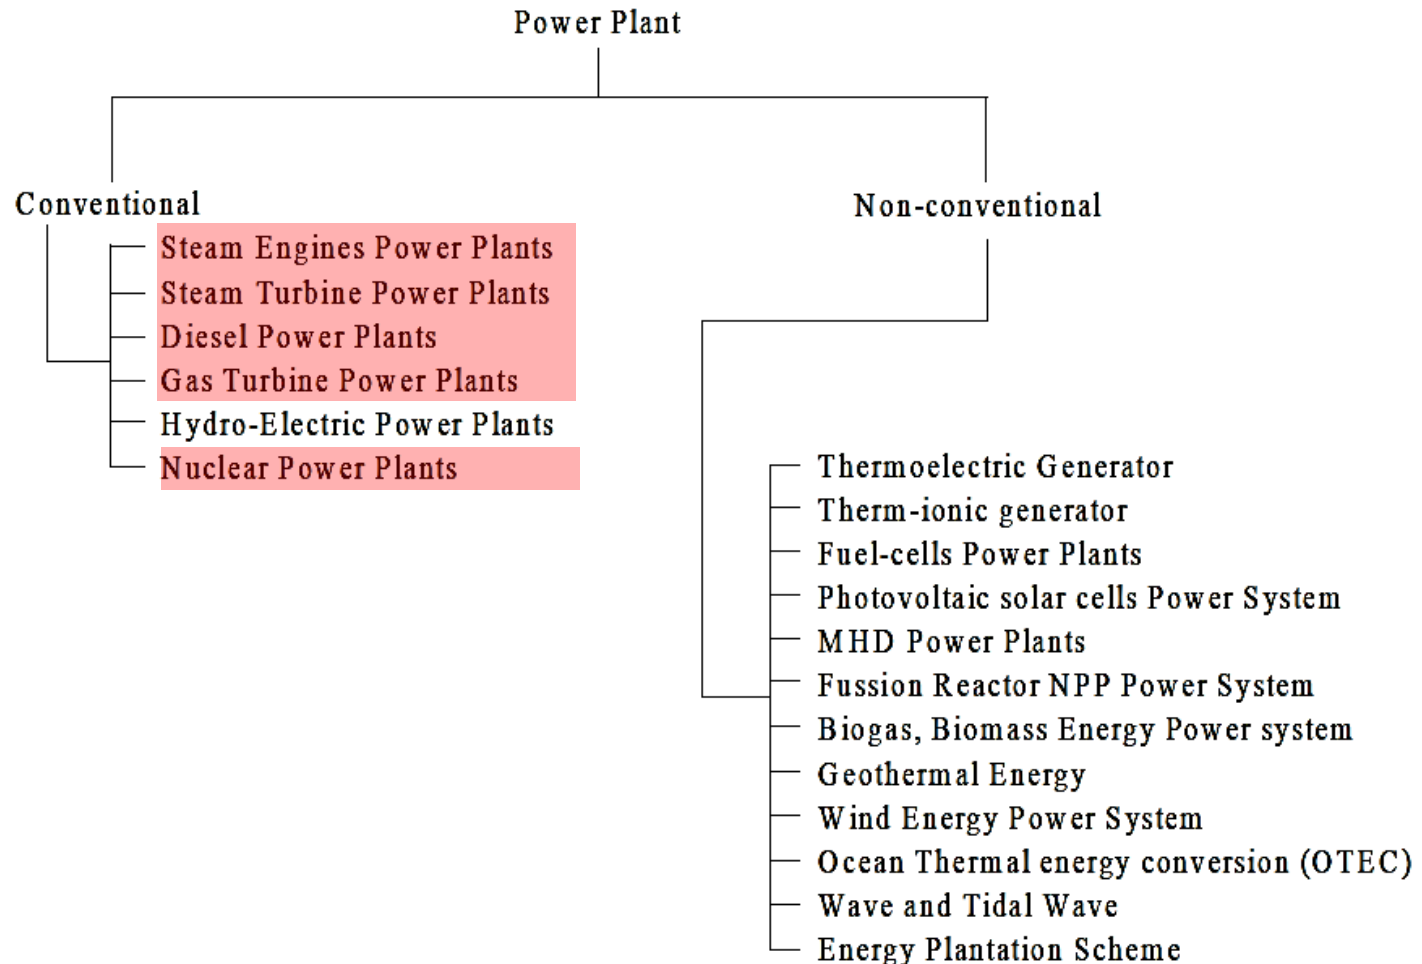 Power Plant
Conventional
Steam Engines Power Plants
Steam Turbine Power Plants
Diesel Power Plants
Gas Turbine Power Plants
Hydro-Electric Power Plants
Nuclear Power Plants
Non-conventional
Thermoelectric Generator
Therm-ionic generator
Fuel-cells Power Plants
Photovoltaic solar cells Power System
MHD Power Plants
Fussion Reactor NPP Power System
Biogas, Biomass Energy Power system
Geothermal Energy
Wind Energy Power System
Ocean Thermal energy conversion (OTEC)
Wave and Tidal Wave
Energy Plantation Scheme